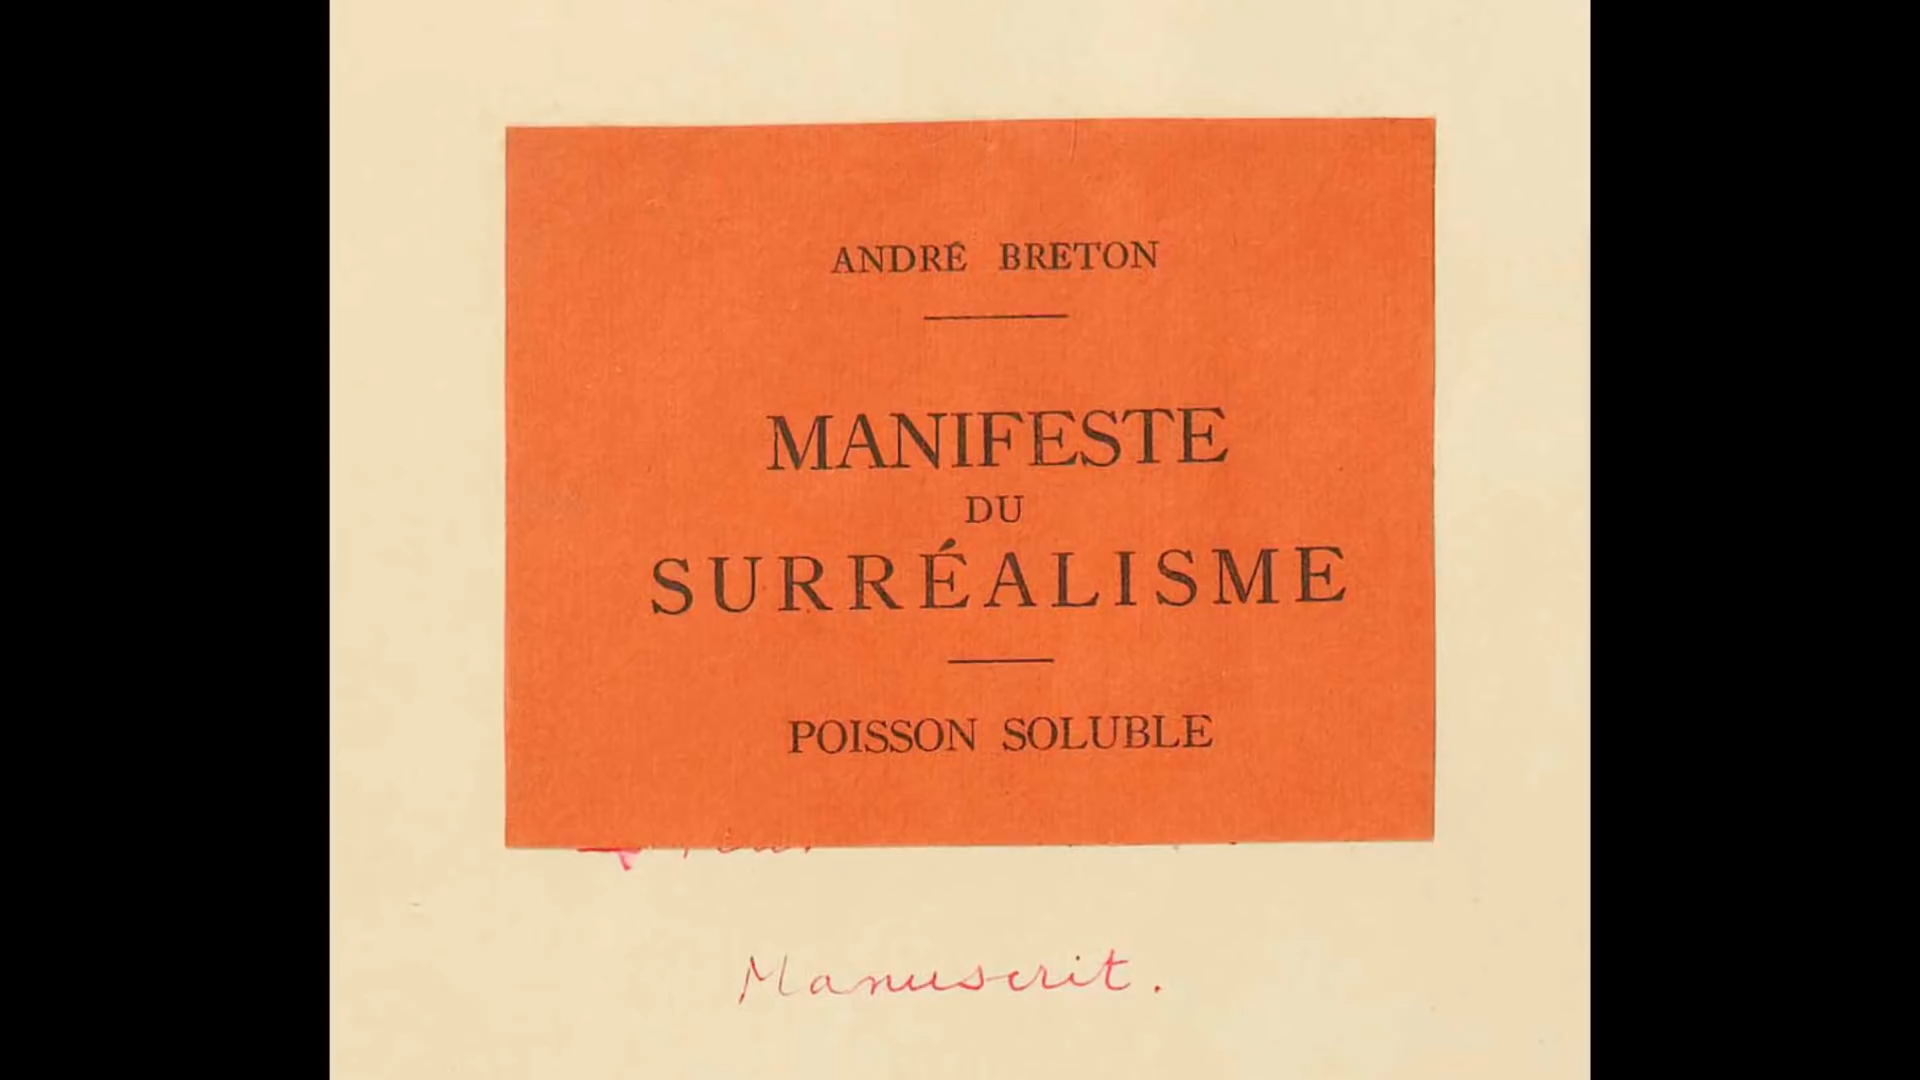 ANDRÉ BRETON
MANIFESTE
DU
SURRÉALISME
POISSON SOLUBLE
Manuscrit.